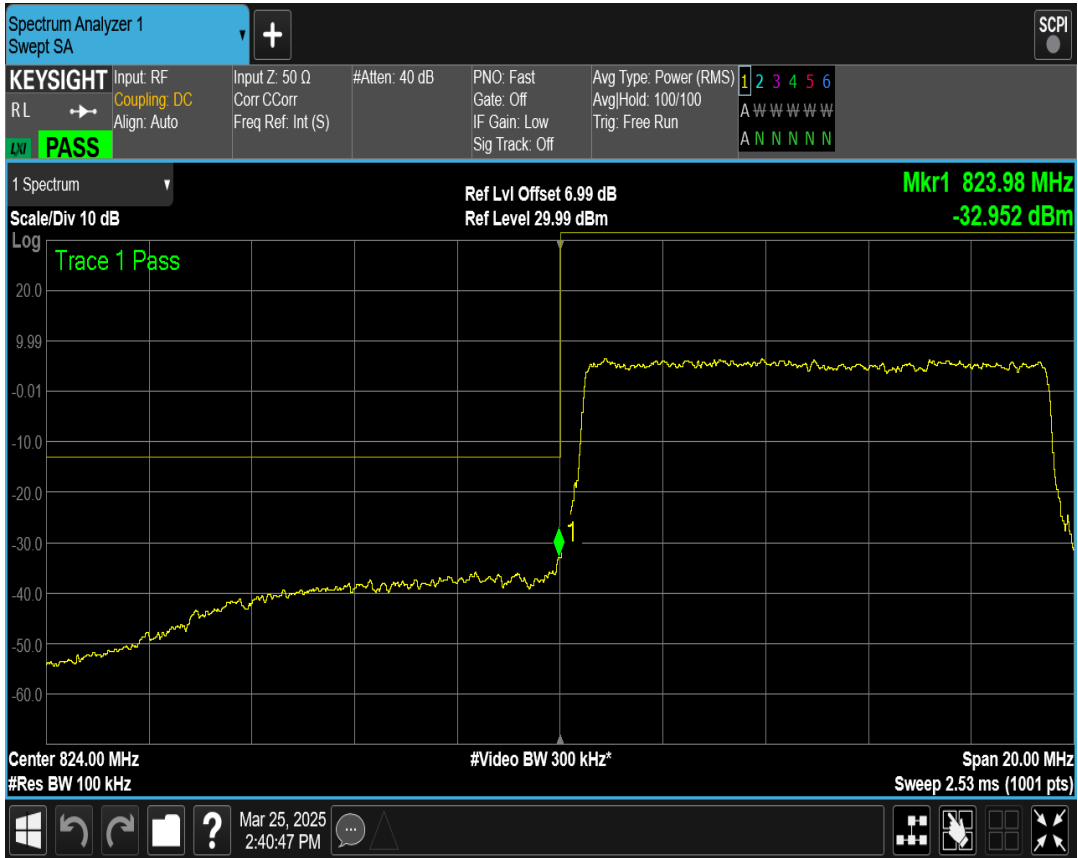 Spectrum Analyzer 1
Swept SA
SCPI
KEYSIGHT
R L
LXI PASS
Input: RF
Coupling: DC
Align: Auto
Input Z: 50 Ω
Corr CCorr
Freq Ref: Int (S)
#Atten: 40 dB
PNO: Fast
Gate: Off
IF Gain: Low
Sig Track: Off
Avg Type: Power (RMS)
Avg|Hold: 100/100
Trig: Free Run
1 2 3 4 5 6
A W W W W W
A N N N N N
1 Spectrum
Scale/Div 10 dB
Ref Lvl Offset 6.99 dB
Ref Level 29.99 dBm
Mkr1 823.98 MHz
-32.952 dBm
Log
Trace 1 Pass
20.0
9.99
-0.01
-10.0
-20.0
-30.0
-40.0
-50.0
-60.0
1
Center 824.00 MHz
#Res BW 100 kHz
#Video BW 300 kHz*
Span 20.00 MHz
Sweep 2.53 ms (1001 pts)
?
Mar 25, 2025
2:40:47 PM